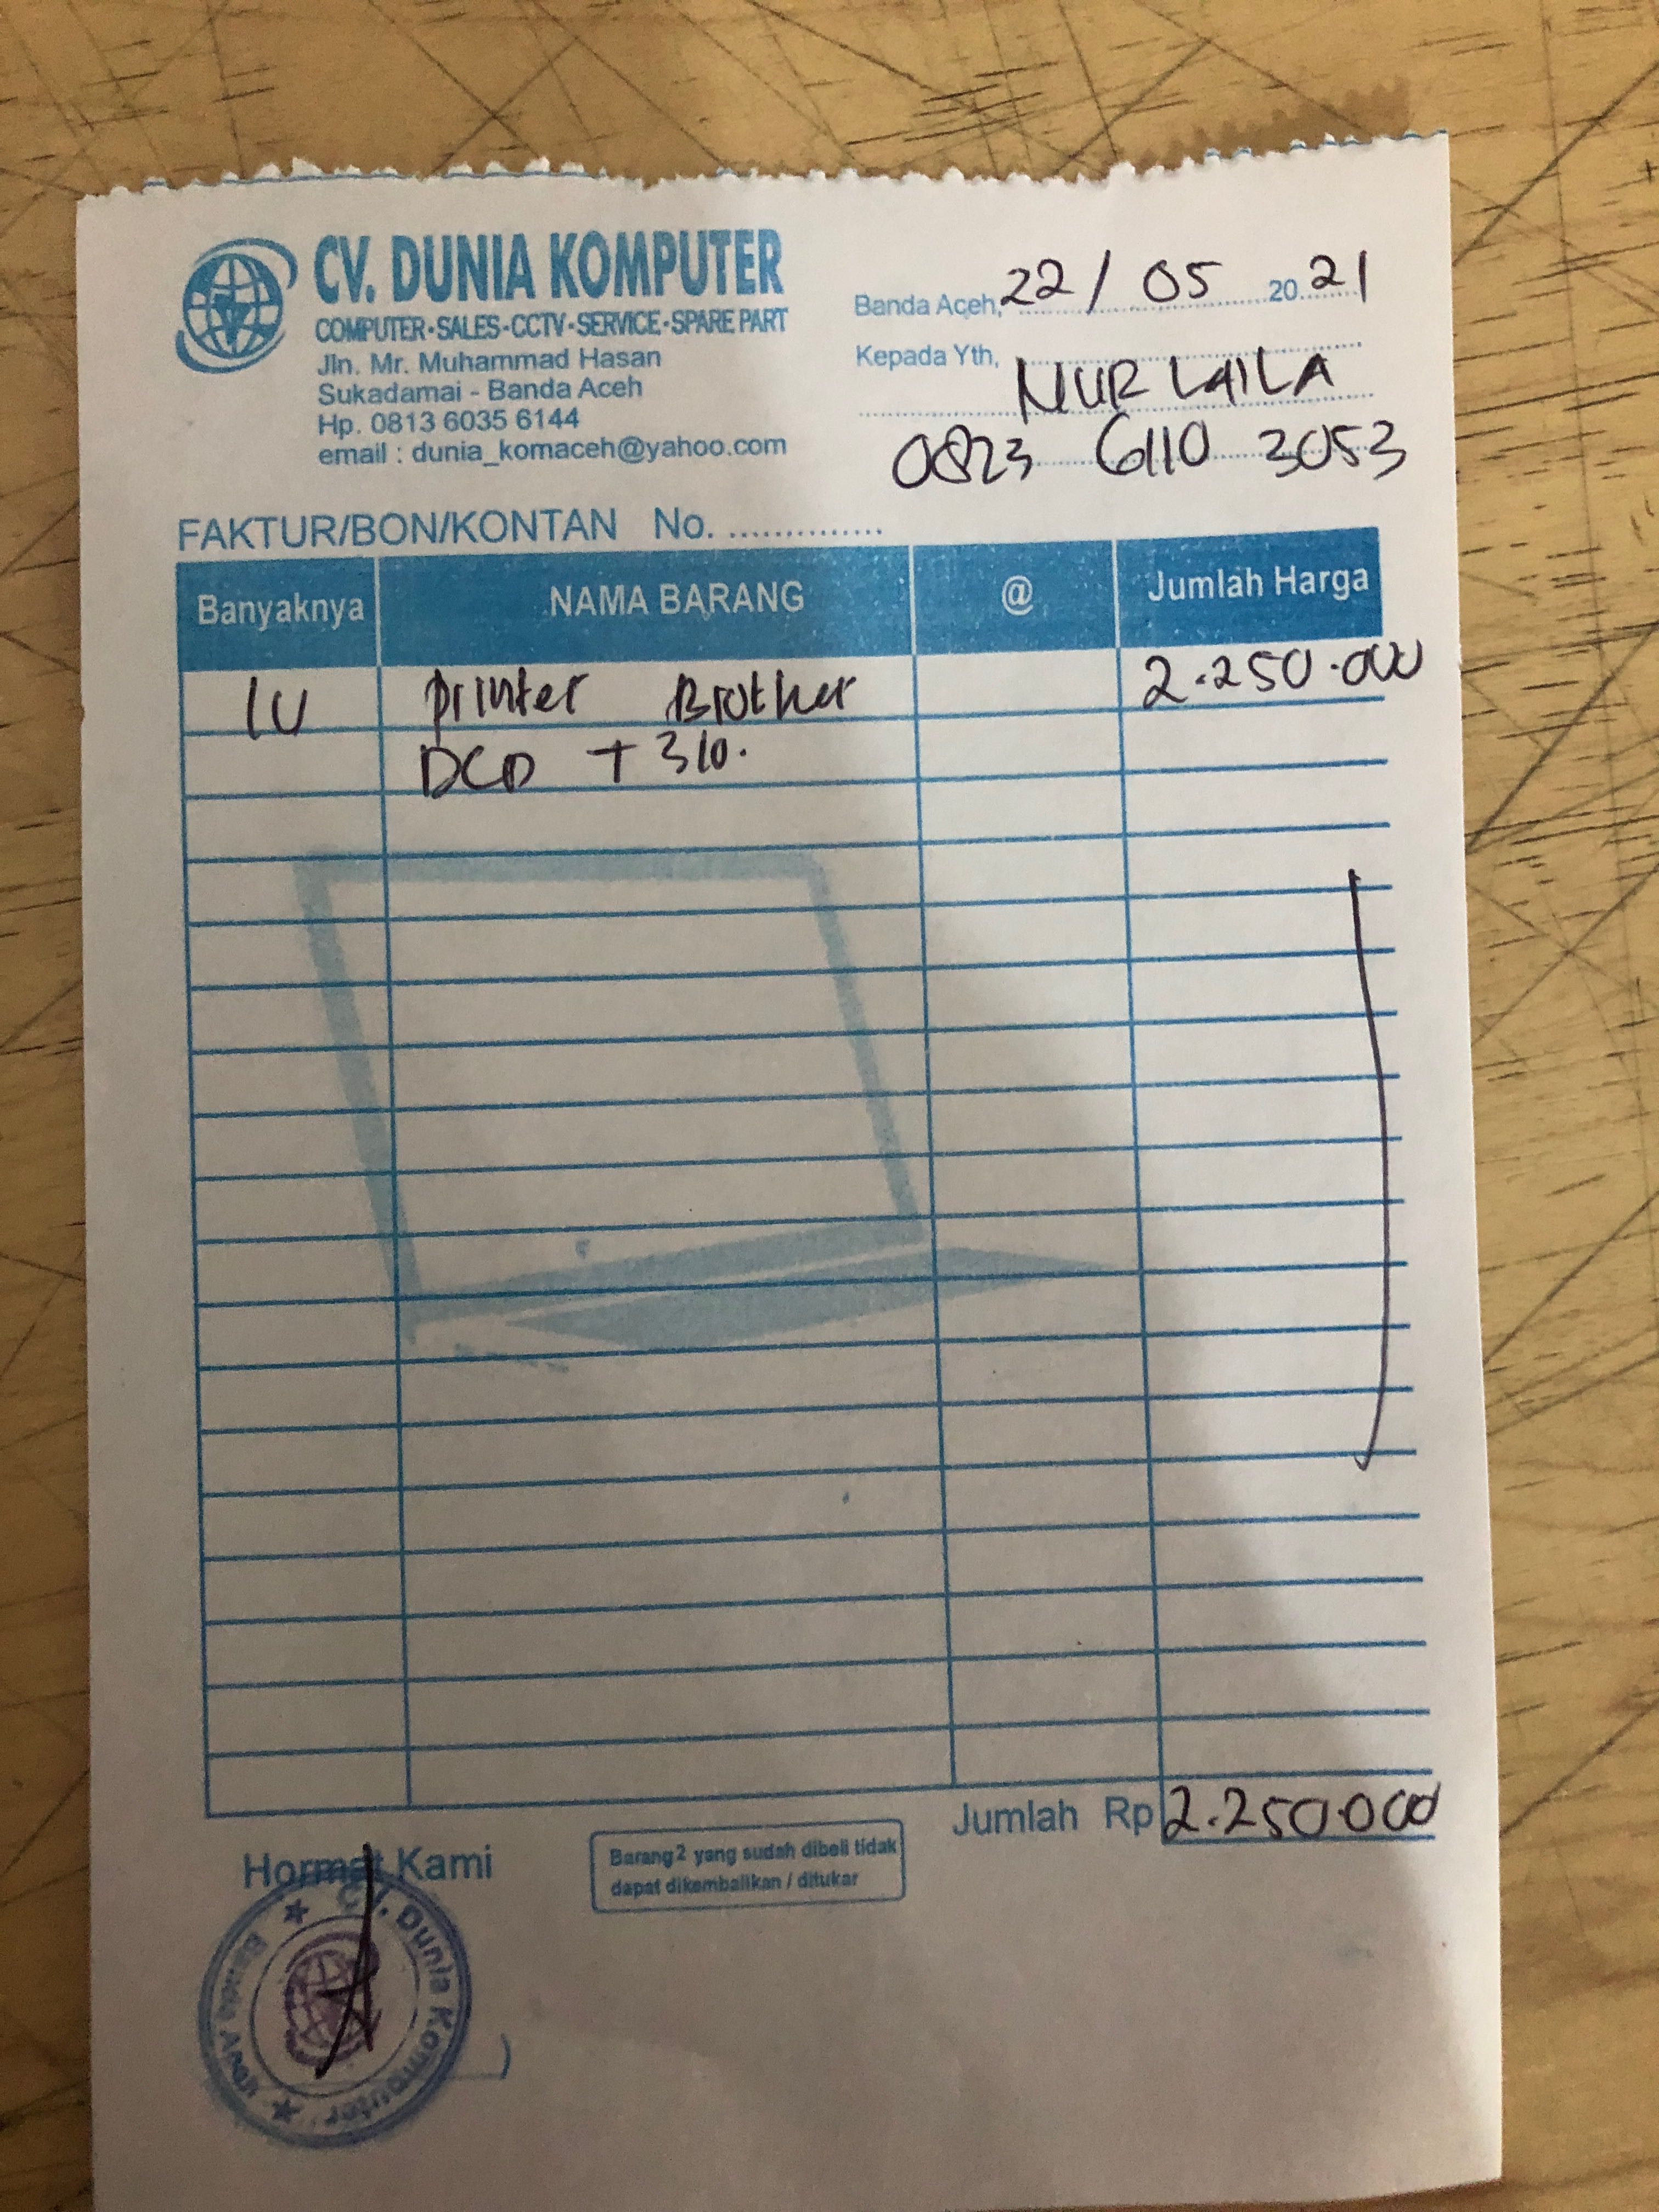 CV. DUNIA KOMPUTER
COMPUTER - SALES - CCTV - SERVICE - SPARE PART
Jln. Mr. Muhammad Hasan
Sukadamai - Banda Aceh
Hp. 0813 6035 6144
email : dunia_komaceh@yahoo.com
Banda Aceh, 22 / 05 20 21
Kepada Yth,
NUR LAILA
0823 6110 3053
FAKTUR/BON/KONTAN No. ..............
Banyaknya NAMA BARANG @ Jumlah Harga
1U Printer Brother 2.250.000
DCP T 310.
Jumlah Rp 2.250.000
Hormat Kami
Barang2 yang sudah dibeli tidak
dapat dikembalikan / ditukar
CV. Dunia Komputer
Banda Aceh